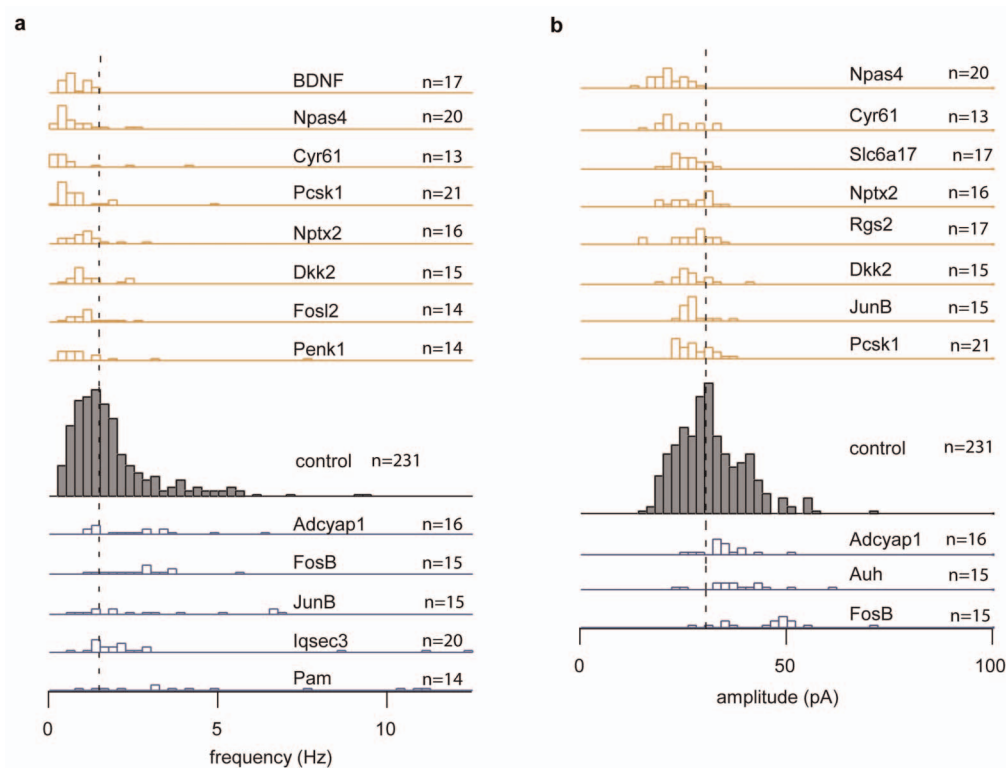 a
BDNF n=17
Npas4 n=20
Cyr61 n=13
Pcsk1 n=21
Nptx2 n=16
Dkk2 n=15
Fosl2 n=14
Penk1 n=14
control n=231
Adcyap1 n=16
FosB n=15
JunB n=15
Iqsec3 n=20
Pam n=14
0 5 10
frequency (Hz)
b
Npas4 n=20
Cyr61 n=13
Slc6a17 n=17
Nptx2 n=16
Rgs2 n=17
Dkk2 n=15
JunB n=15
Pcsk1 n=21
control n=231
Adcyap1 n=16
Auh n=15
FosB n=15
0 50 100
amplitude (pA)